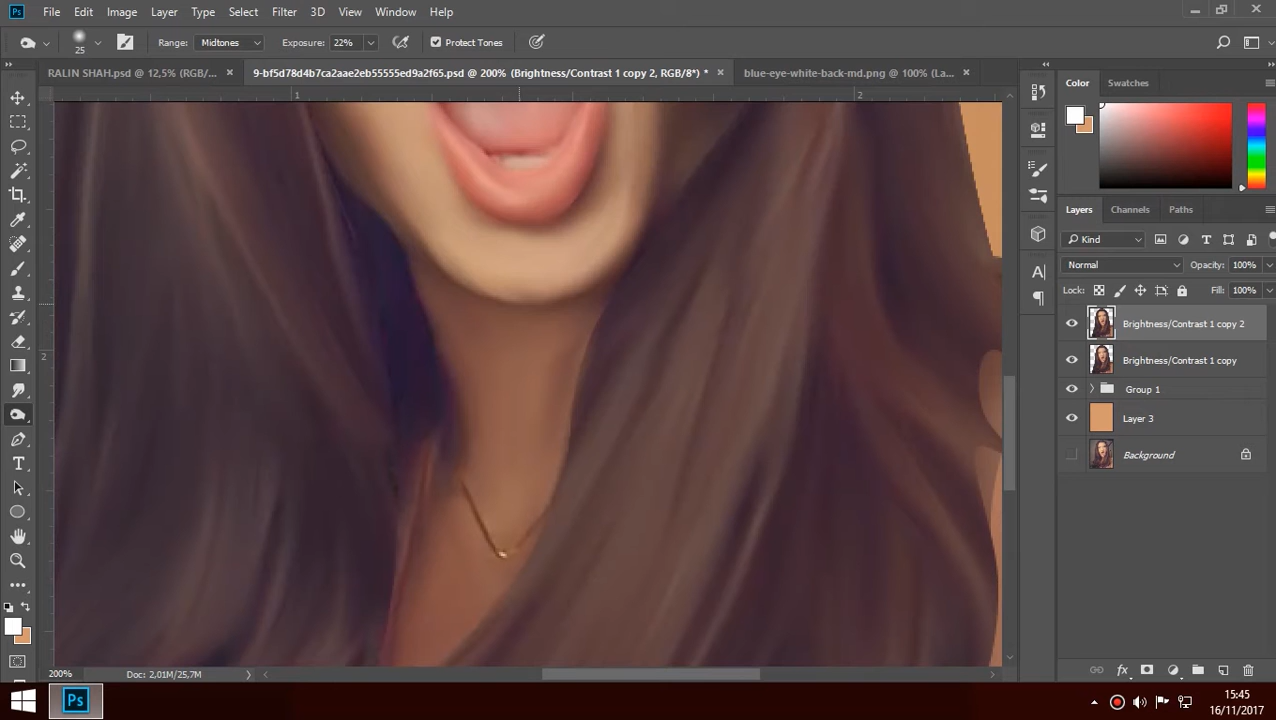 Ps File Edit Image Layer Type Select Filter 3D View Window Help
25 Range: Midtones Exposure: 22% Protect Tones
RALIN SHAH.psd @ 12,5% (RGB/... × 9-bf5d78d4b7ca2aae2eb55555ed9a2f65.psd @ 200% (Brightness/Contrast 1 copy 2, RGB/8*) * × blue-eye-white-back-md.png @ 100% (La... ×
Color Swatches
1 2
Layers Channels Paths
Kind
Normal Opacity: 100%
Lock: Fill: 100%
Brightness/Contrast 1 copy 2
2
Brightness/Contrast 1 copy
Group 1
Layer 3
Background
200% Doc: 2,01M/25,7M
Ps
15:45
16/11/2017